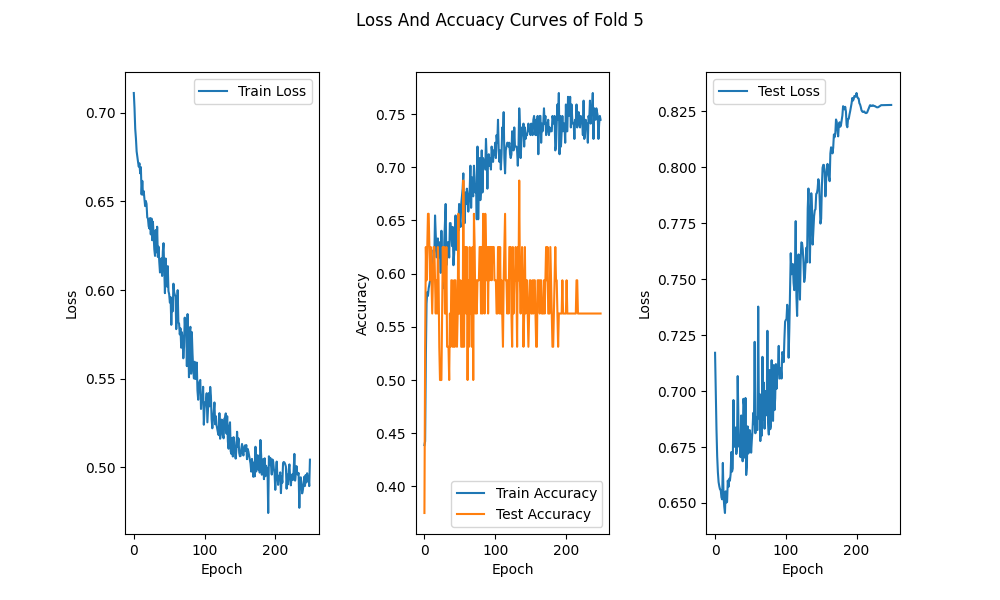 Loss And Accuacy Curves of Fold 5
Train Loss
0.70
0.65
0.60
0.55
0.50
Loss
0
100
200
Epoch
0.75
0.70
0.65
0.60
0.55
0.50
0.45
0.40
Accuracy
Train Accuracy
Test Accuracy
0
100
200
Epoch
Test Loss
0.825
0.800
0.775
0.750
0.725
0.700
0.675
0.650
Loss
0
100
200
Epoch